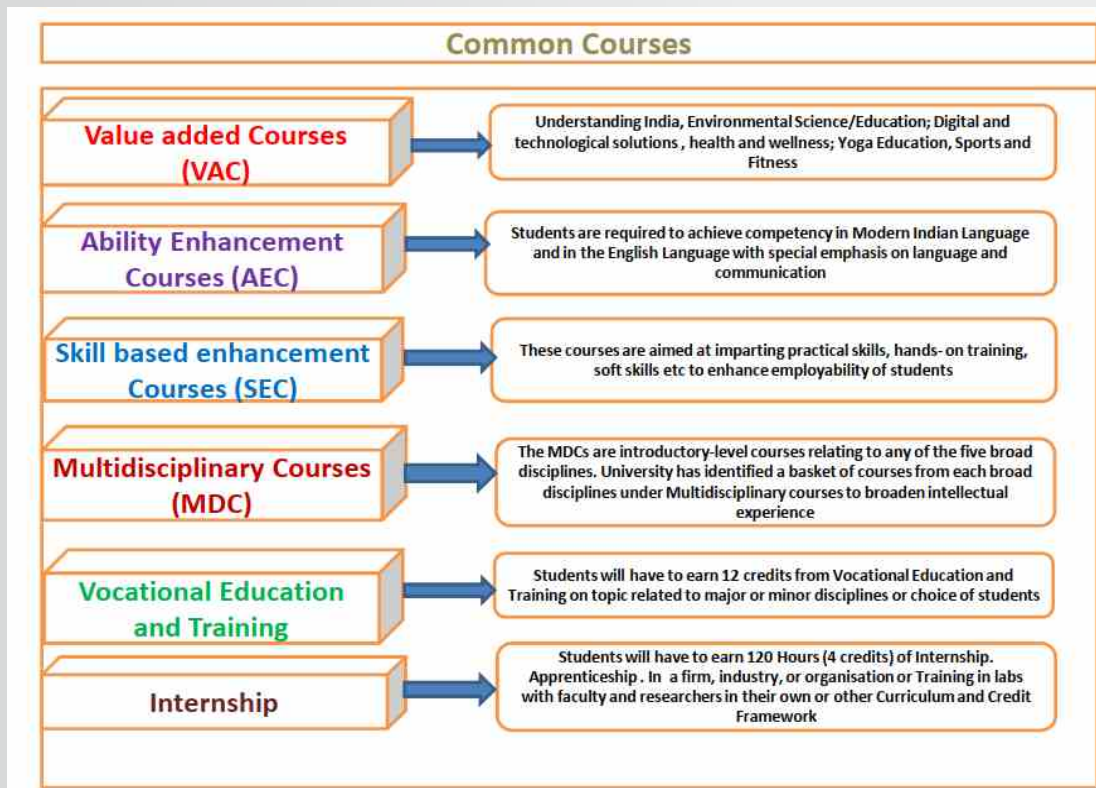 Common Courses
Value added Courses
(VAC)
Understanding India, Environmental Science/Education; Digital and
technological solutions , health and wellness; Yoga Education, Sports and
Fitness
Ability Enhancement
Courses (AEC)
Students are required to achieve competency in Modern Indian Language
and in the English Language with special emphasis on language and
communication
Skill based enhancement
Courses (SEC)
These courses are aimed at imparting practical skills, hands- on training,
soft skills etc to enhance employability of students
Multidisciplinary Courses
(MDC)
The MDCs are introductory-level courses relating to any of the five broad
disciplines. University has identified a basket of courses from each broad
disciplines under Multidisciplinary courses to broaden intellectual
experience
Vocational Education
and Training
Students will have to earn 12 credits from Vocational Education and
Training on topic related to major or minor disciplines or choice of students
Internship
Students will have to earn 120 Hours (4 credits) of Internship.
Apprenticeship . In a firm, industry, or organisation or Training in labs
with faculty and researchers in their own or other Curriculum and Credit
Framework